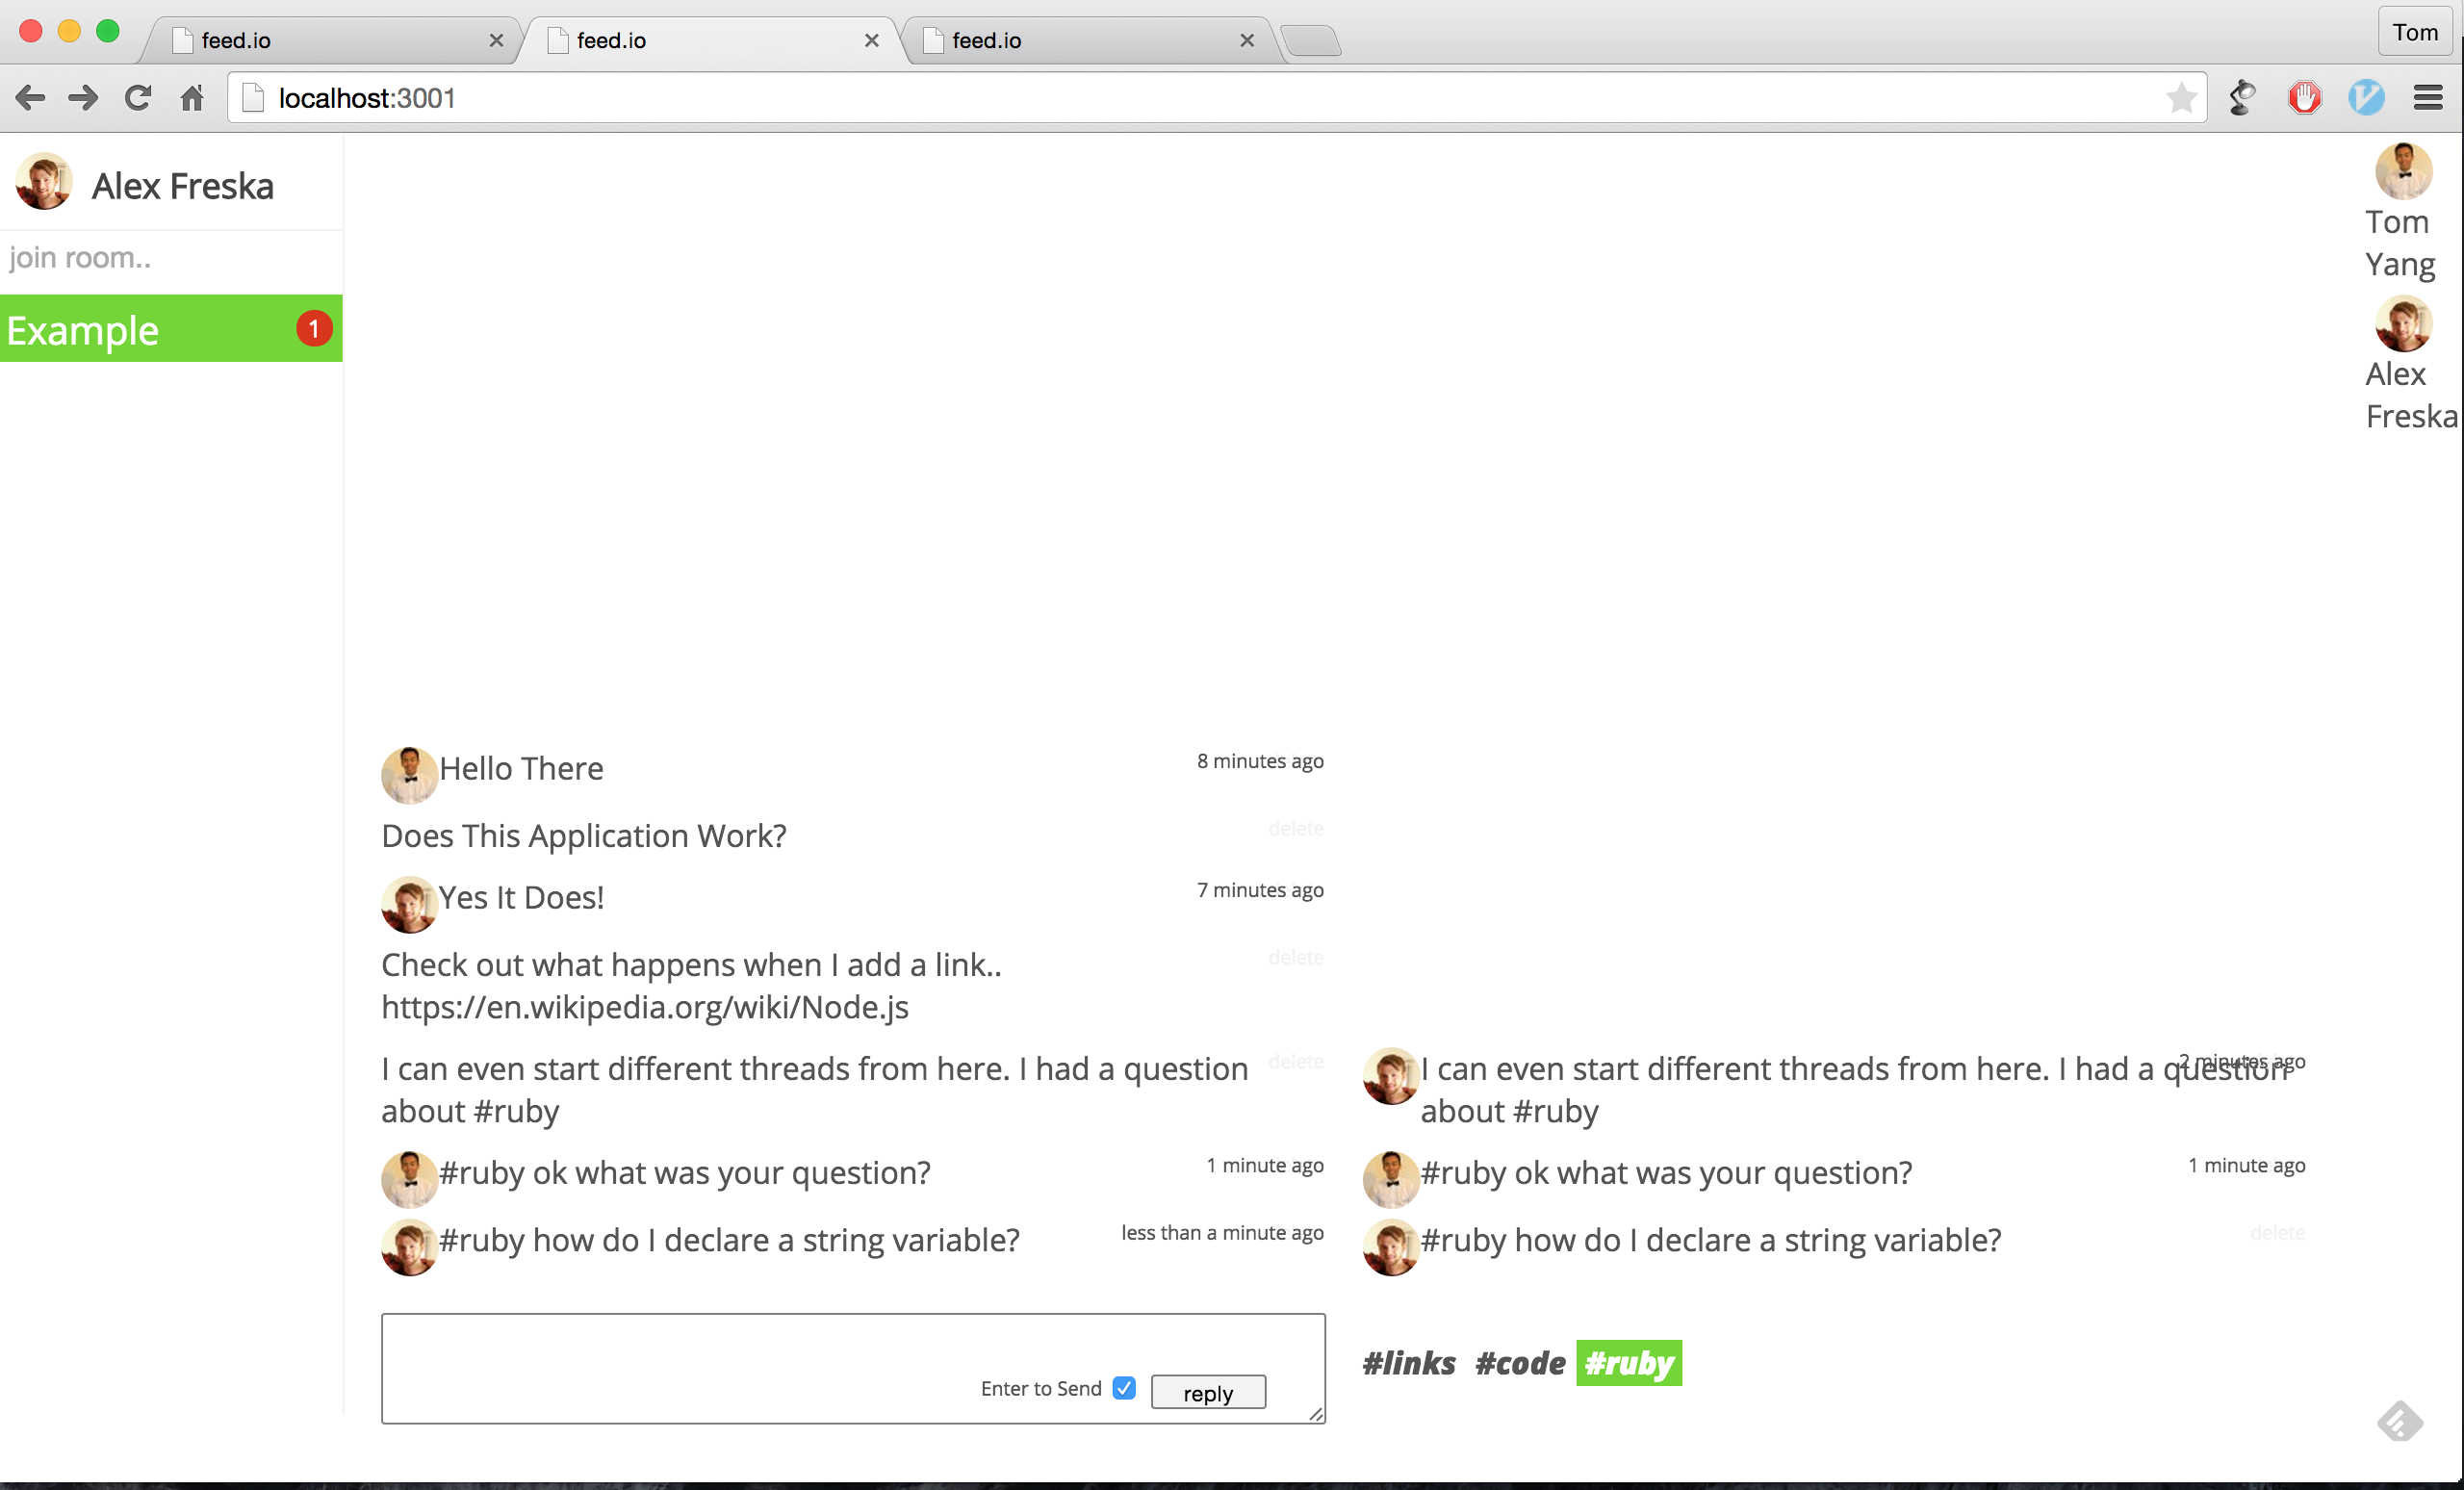 feed.io
feed.io
feed.io
Tom
localhost:3001
Alex Freska
join room..
Example 1
Tom
Yang
Alex
Freska
Hello There 8 minutes ago
Does This Application Work? delete
Yes It Does! 7 minutes ago
Check out what happens when I add a link.. delete
https://en.wikipedia.org/wiki/Node.js
I can even start different threads from here. I had a question delete
about #ruby
#ruby ok what was your question? 1 minute ago
#ruby how do I declare a string variable? less than a minute ago
Enter to Send reply
I can even start different threads from here. I had a question 2 minutes ago
about #ruby
#ruby ok what was your question? 1 minute ago
#ruby how do I declare a string variable? delete
#links #code #ruby